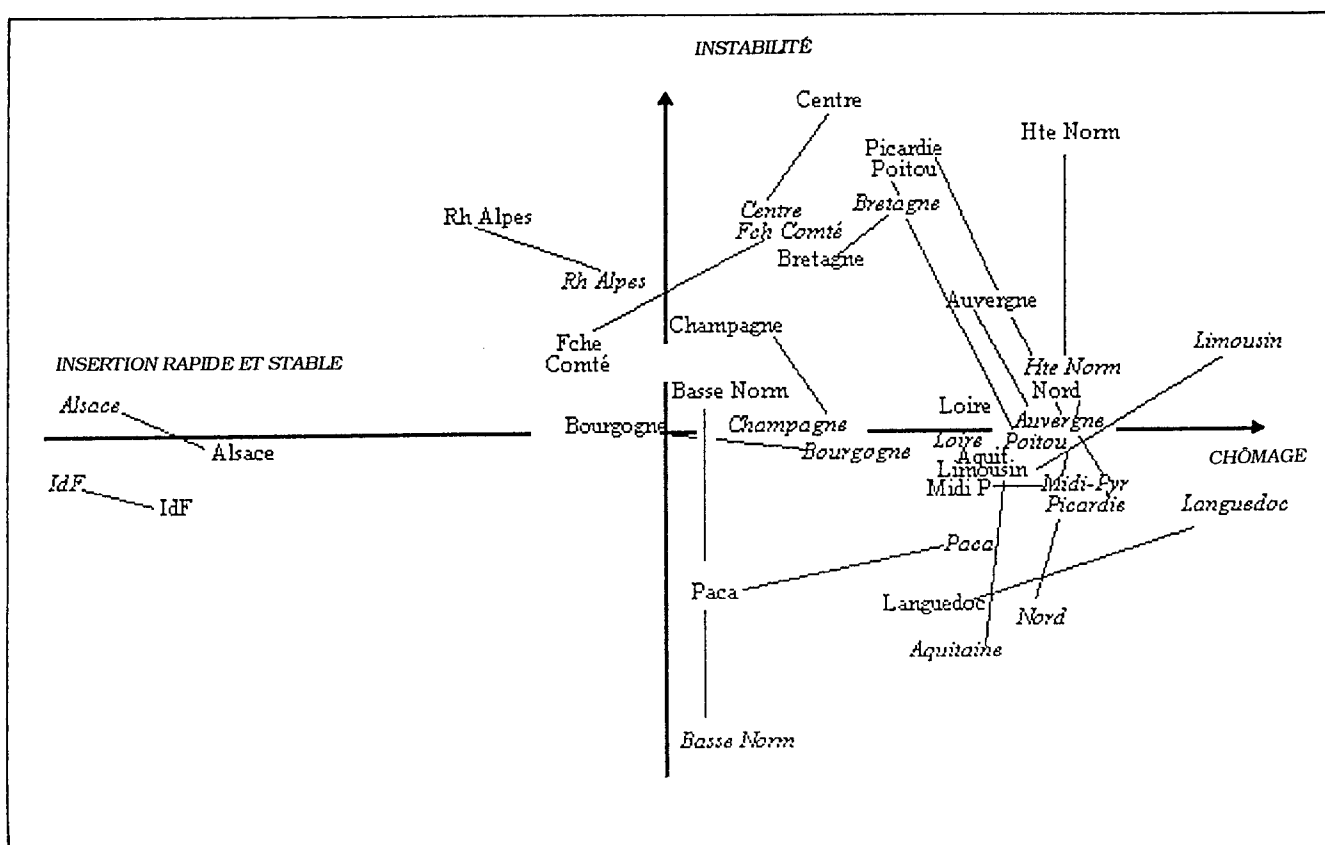 INSTABILITÉ
Centre
Hte Norm
Picardie
Poitou
Bretagne
Centre
Rh Alpes
Fch Comté
Bretagne
Rh Alpes
Auvergne
Champagne
Fche
Comté
Limousin
INSERTION RAPIDE ET STABLE
Hte Norm
Nord
Basse Norm
Alsace
Loire
Auvergne
Champagne
Bourgogne
Loire
Poitou
Bourgogne
Alsace
Aquit.
CHÔMAGE
Limousin
IdF
Midi P
Midi-Pyr
IdF
Picardie
Languedoc
Paca
Paca
Languedoc
Nord
Aquitaine
Basse Norm